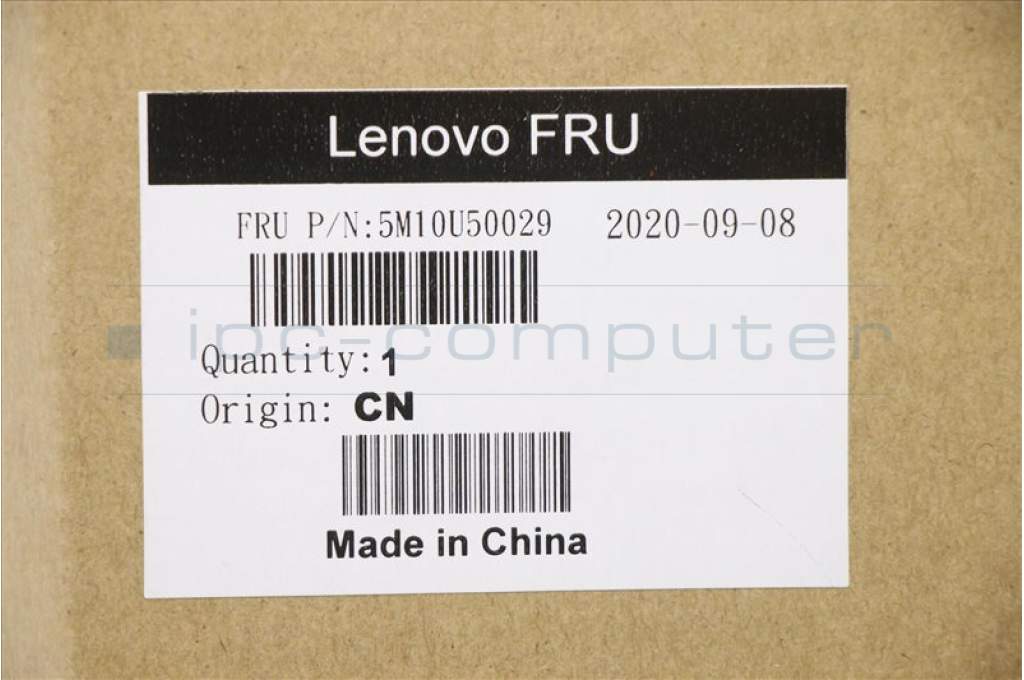 Lenovo FRU
FRU P/N:5M10U50029 2020-09-08
ipc-computer
Quantity:1
Origin: CN
Made in China